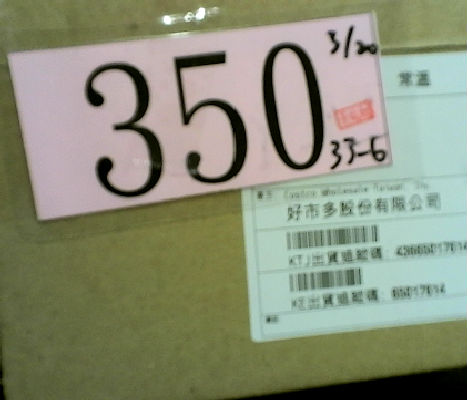 350
3/20
33-6
常溫
Costco Wholesale Taiwan, Inc
好市多股份有限公司
KTJ出貨追蹤碼:
KE出貨追蹤碼: 65017014